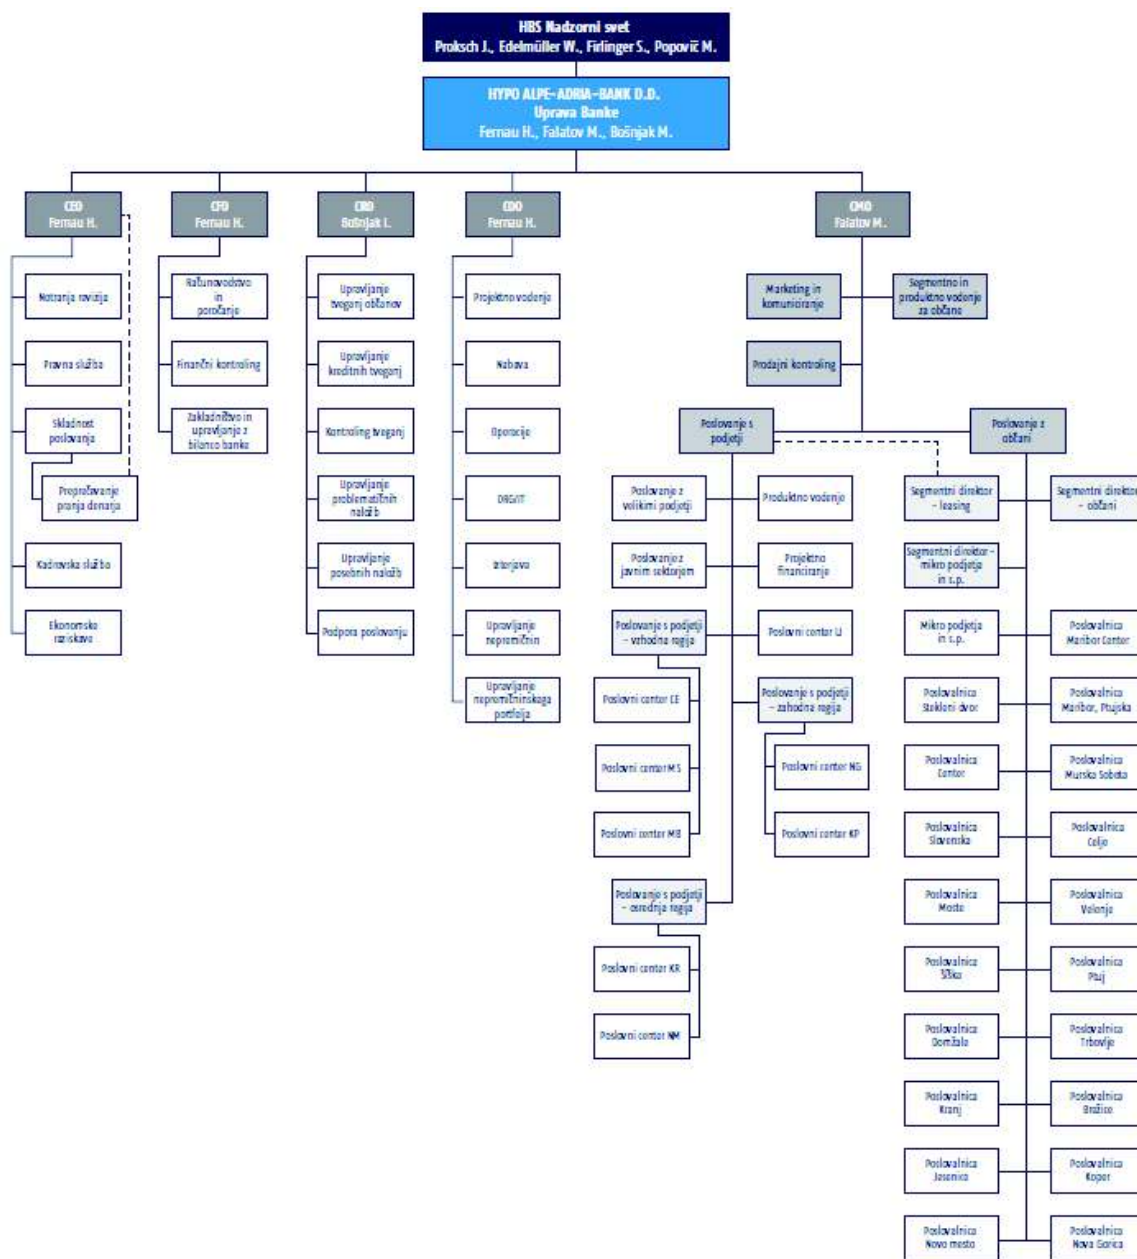 HBS Nadzorni svet
Proksch J., Edelmüller W., Firlinger S., Popovič M.
HYPO ALPE-ADRIA-BANK D.D.
Uprava Banke
Fernau H., Falatov M., Bošnjak M.
CEO
Fernau H.
CFO
Fernau H.
CRO
Bošnjak I.
COO
Fernau H.
CMO
Falatov M.
Notranja revizija
Pravna služba
Skladnost
poslovanja
Preprečevanje
pranja denarja
Kadrovska služba
Ekonomske
raziskave
Računovodstvo
in
poročanje
Finančni kontroling
Zakladništvo in
upravljanje z
bilanco banke
Upravljanje
tveganj občanov
Upravljanje
kreditnih tveganj
Kontroling tveganj
Upravljanje
problematičnih
naložb
Upravljanje
posebnih naložb
Podpora poslovanju
Projektno vodenje
Nabava
Operacije
ORG/IT
Izterjava
Upravljanje
nepremičnin
Upravljanje
nepremičninskega
portfelja
Marketing in
komuniciranje
Segmentno in
produktno vodenje
za občane
Prodajni kontroling
Poslovanje s
podjetji
Poslovanje z
občani
Poslovanje z
velikimi podjetji
Produktno vodenje
Poslovanje z
javnim sektorjem
Projektno
financiranje
Poslovanje s podjetji
– vzhodna regija
Poslovni center LJ
Poslovni center CE
Poslovanje s podjetji
– zahodna regija
Poslovni center MS
Poslovni center NG
Poslovni center MB
Poslovni center KP
Poslovanje s podjetji
– osrednja regija
Poslovni center KR
Poslovni center NM
Segmentni direktor
– leasing
Segmentni direktor
– občani
Segmentni direktor –
mikro podjetja
in s.p.
Mikro podjetja
in s.p.
Poslovalnica
Maribor Center
Poslovalnica
Stekleni dvor
Poslovalnica
Maribor, Ptujska
Poslovalnica
Center
Poslovalnica
Murska Sobota
Poslovalnica
Slovenska
Poslovalnica
Celje
Poslovalnica
Moste
Poslovalnica
Velenje
Poslovalnica
Šiška
Poslovalnica
Ptuj
Poslovalnica
Domžale
Poslovalnica
Trbovlje
Poslovalnica
Kranj
Poslovalnica
Brežice
Poslovalnica
Jesenice
Poslovalnica
Koper
Poslovalnica
Novo mesto
Poslovalnica
Nova Gorica